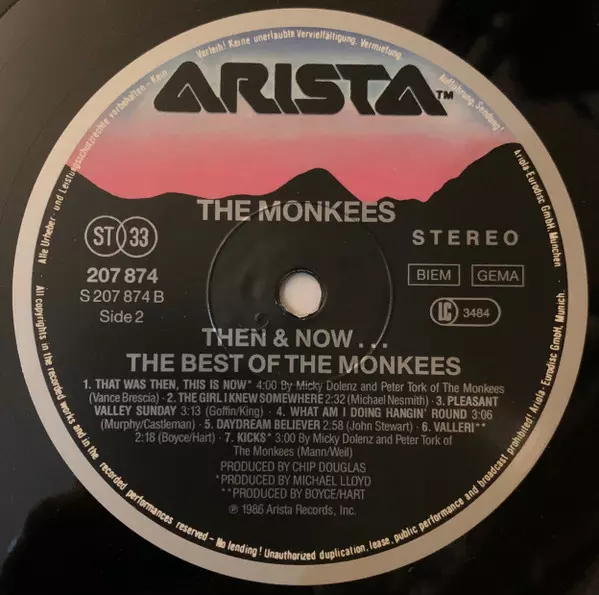 ARISTA™
THE MONKEES
ST 33
STEREO
207 874
S 207 874 B
Side 2
BIEM GEMA
LC 3484
THEN & NOW...
THE BEST OF THE MONKEES
1. THAT WAS THEN, THIS IS NOW* 4:00 By Micky Dolenz and Peter Tork of The Monkees
(Vance Brescia) · 2. THE GIRL I KNEW SOMEWHERE 2:32 (Michael Nesmith) · 3. PLEASANT
VALLEY SUNDAY 3:13 (Goffin/King) · 4. WHAT AM I DOING HANGIN' ROUND 3:06
(Murphy/Castleman) · 5. DAYDREAM BELIEVER 2:58 (John Stewart) · 6. VALLERI**
2:18 (Boyce/Hart) · 7. KICKS* 3:00 By Micky Dolenz and Peter Tork of
The Monkees (Mann/Weil)
PRODUCED BY CHIP DOUGLAS
*PRODUCED BY MICHAEL LLOYD
**PRODUCED BY BOYCE/HART
℗ 1986 Arista Records, Inc.
Alle Urheber- und Leistungsschutzrechte vorbehalten – Kein Verleih! Keine unerlaubte Vervielfältigung, Vermietung, Aufführung, Sendung!
Ariola-Eurodisc GmbH, München
All copyrights in the recorded works and in the recorded performances reserved – No lending! Unauthorized duplication, lease, public performance and broadcast prohibited! Ariola-Eurodisc GmbH, Munich.